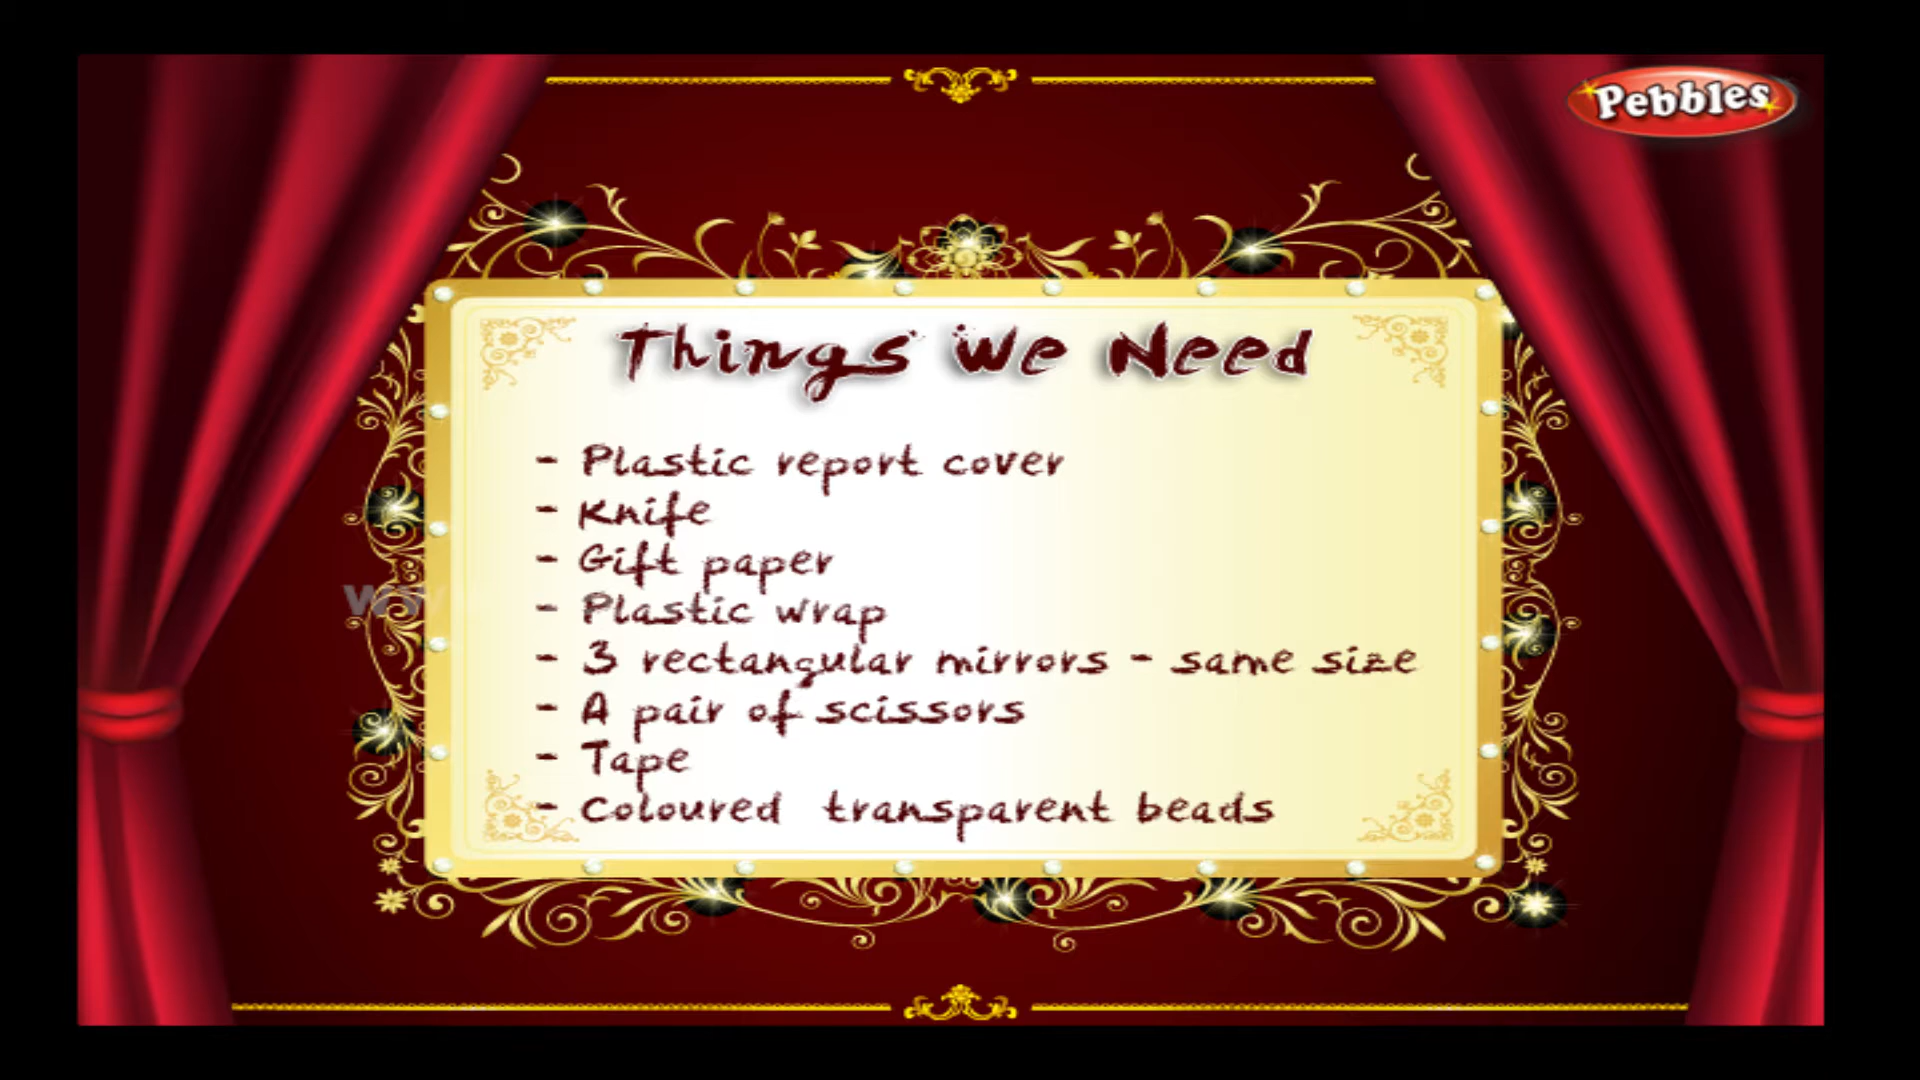 Pebbles
Things We Need
- Plastic report cover
- Knife
- Gift paper
- Plastic wrap
- 3 rectangular mirrors - same size
- A pair of scissors
- Tape
- Coloured transparent beads